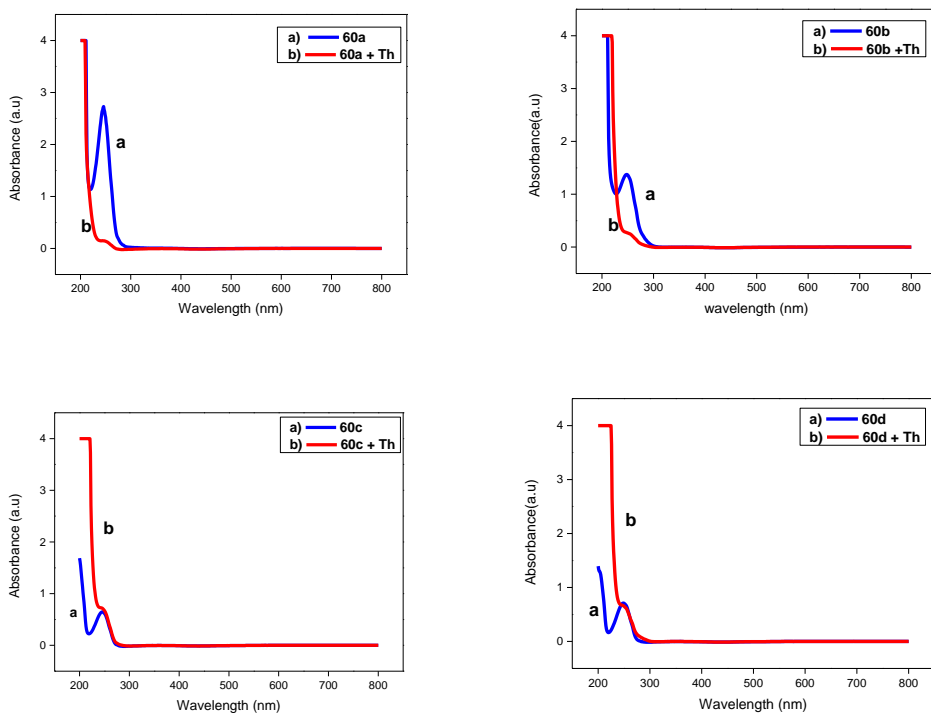 a) 60a
b) 60a + Th
4
3
2
1
0
a
b
200 300 400 500 600 700 800
Absorbance (a.u)
Wavelength (nm)
a) 60b
b) 60b +Th
4
3
2
1
0
a
b
200 300 400 500 600 700 800
Absorbance(a.u)
wavelength (nm)
a) 60c
b) 60c + Th
4
3
2
1
0
b
a
200 300 400 500 600 700 800
Absorbance (a.u)
Wavelength (nm)
a) 60d
b) 60d + Th
4
3
2
1
0
b
a
200 300 400 500 600 700 800
Absorbance(a.u)
Wavelength (nm)